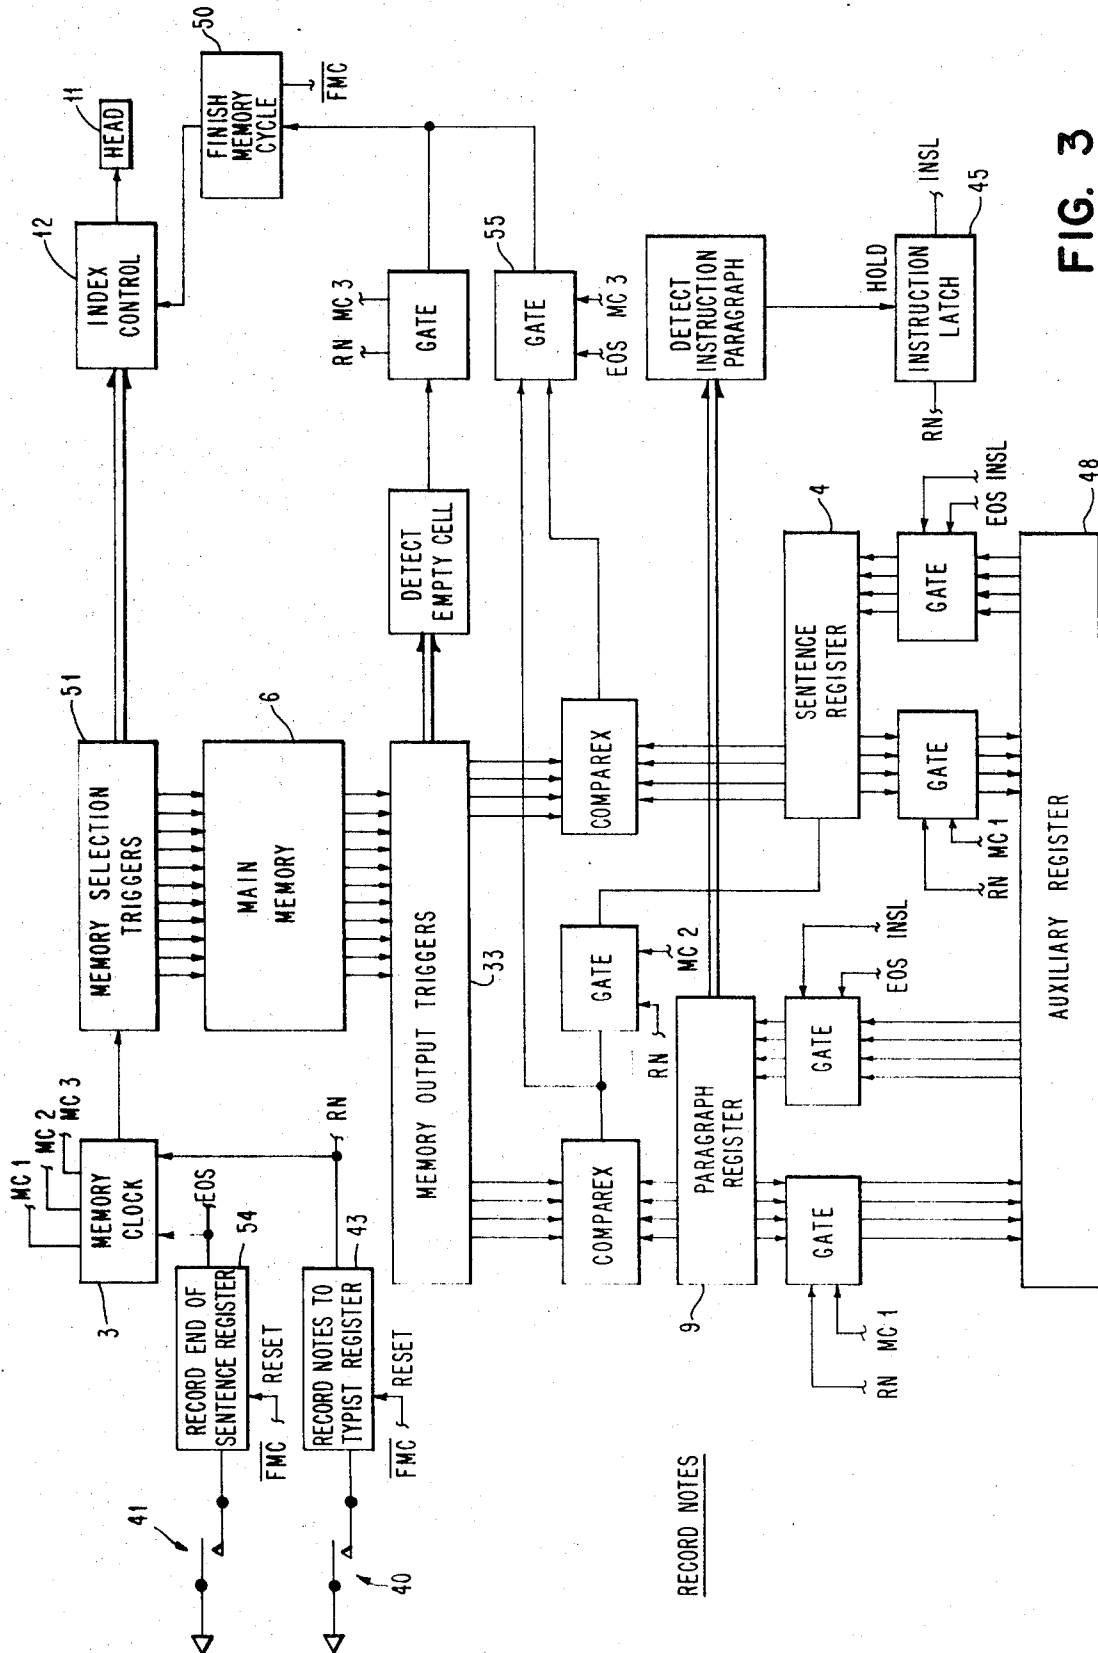 MC 1
MC 2
MC 3
MEMORY
CLOCK
3
EOS
RECORD END OF
SENTENCE REGISTER
54
FMC
RESET
41
RN
RECORD NOTES TO
TYPIST REGISTER
43
FMC
RESET
40
MEMORY SELECTION
TRIGGERS
51
MAIN
MEMORY
6
MEMORY OUTPUT TRIGGERS
33
INDEX
CONTROL
12
HEAD
11
FINISH
MEMORY
CYCLE
50
FMC
DETECT
EMPTY CELL
RN MC 3
GATE
GATE
55
EOS MC 3
COMPAREX
COMPAREX
GATE
RN
MC 2
PARAGRAPH
REGISTER
9
SENTENCE
REGISTER
4
DETECT
INSTRUCTION
PARAGRAPH
HOLD
INSTRUCTION
LATCH
45
RN
INSL
GATE
RN MC 1
GATE
EOS INSL
GATE
RN MC 1
GATE
EOS INSL
AUXILIARY REGISTER
48
RECORD NOTES
FIG. 3